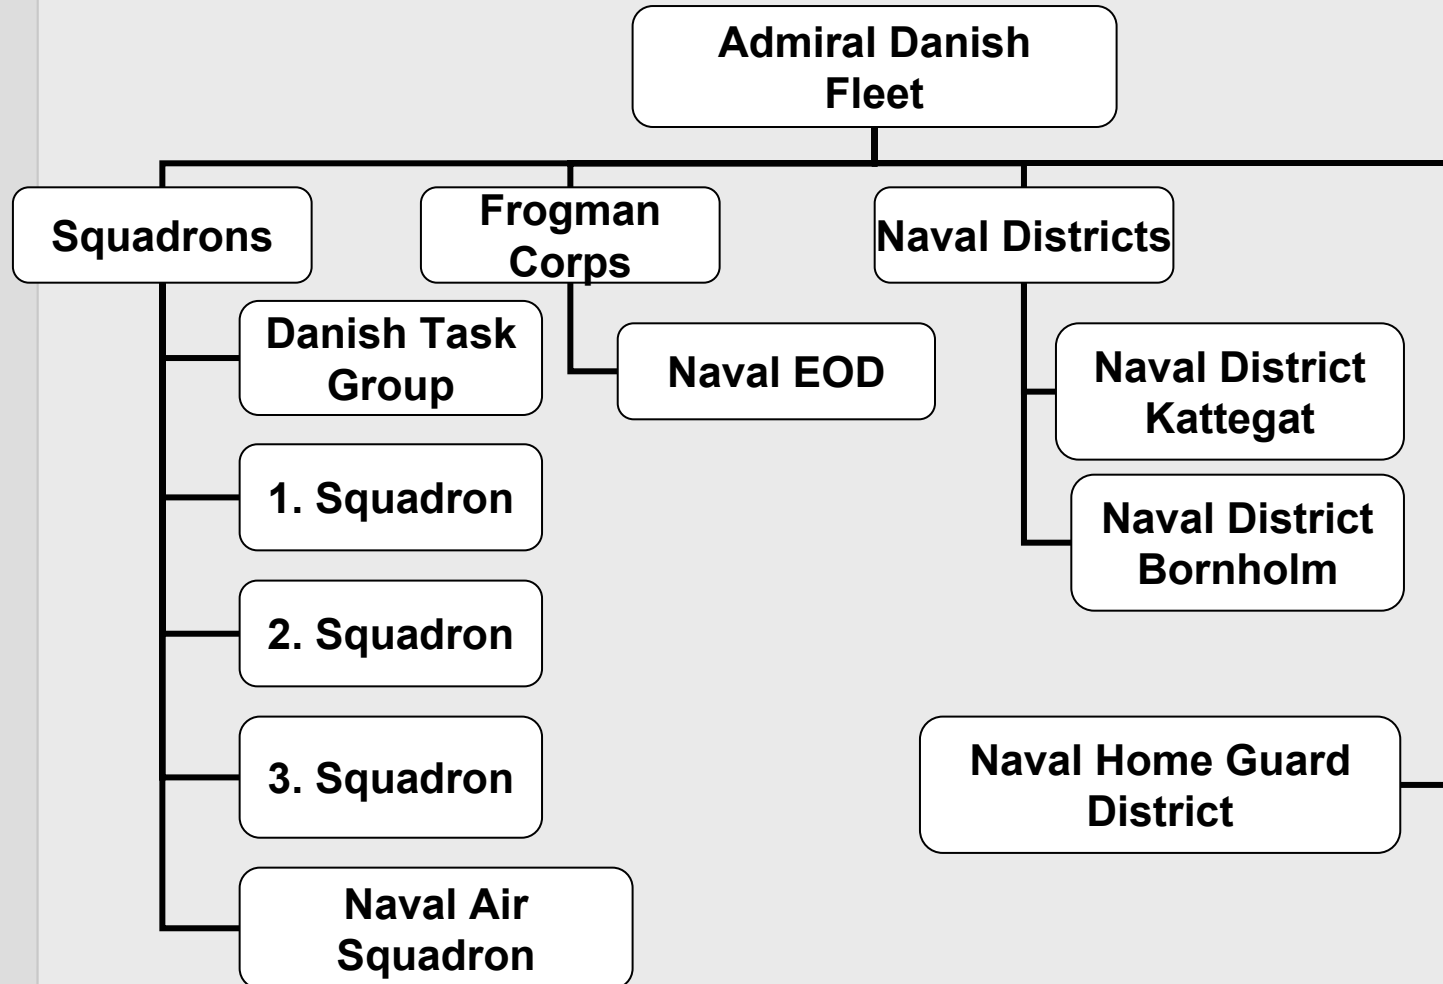 Admiral Danish
Fleet
Squadrons
Frogman
Corps
Naval Districts
Danish Task
Group
Naval EOD
Naval District
Kattegat
1. Squadron
Naval District
Bornholm
2. Squadron
3. Squadron
Naval Home Guard
District
Naval Air
Squadron